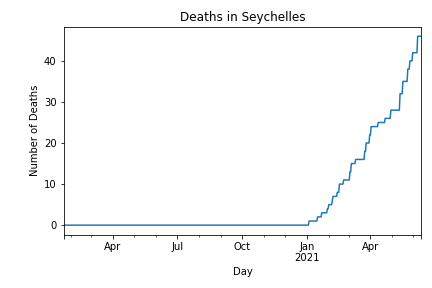 Deaths in Seychelles
Number of Deaths
40
30
20
10
0
Apr
Jul
Oct
Jan
2021
Apr
Day